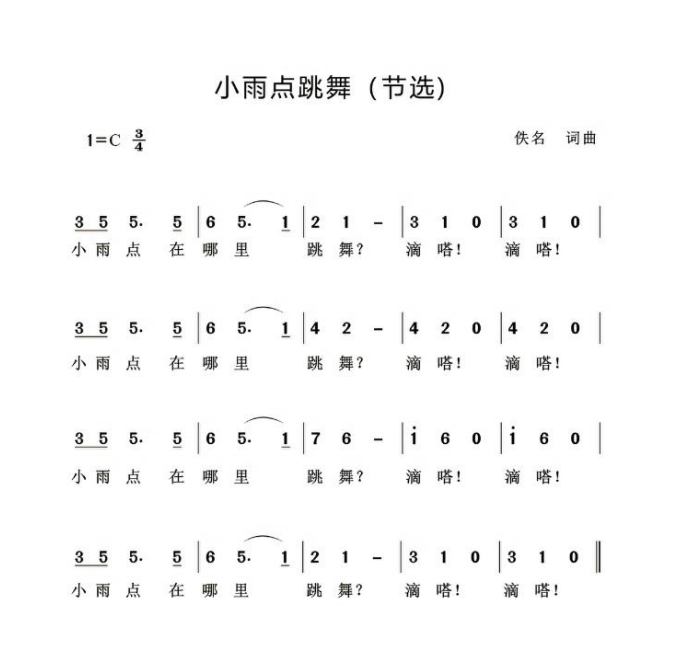 小雨点跳舞（节选）
1=C 3/4 佚名 词曲
3 5 5. 5 | 6 5. 1 | 2 1 – | 3 1 0 | 3 1 0 |
小 雨 点 在 哪 里 跳 舞？ 滴 嗒！ 滴 嗒！
3 5 5. 5 | 6 5. 1 | 4 2 – | 4 2 0 | 4 2 0 |
小 雨 点 在 哪 里 跳 舞？ 滴 嗒！ 滴 嗒！
3 5 5. 5 | 6 5. 1 | 7 6 – | i 6 0 | i 6 0 |
小 雨 点 在 哪 里 跳 舞？ 滴 嗒！ 滴 嗒！
3 5 5. 5 | 6 5. 1 | 2 1 – | 3 1 0 | 3 1 0 ‖
小 雨 点 在 哪 里 跳 舞？ 滴 嗒！ 滴 嗒！